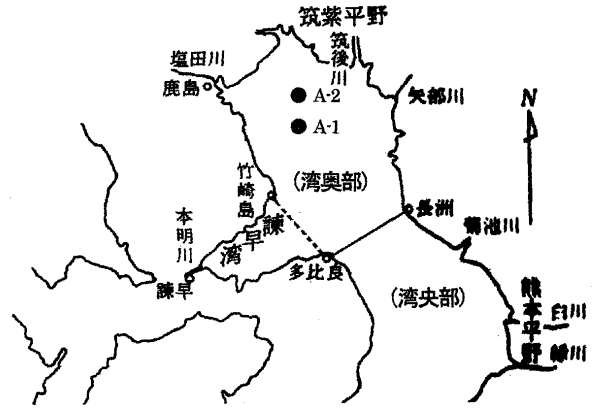 筑紫平野
塩田川
筑後川
鹿島
A-2
矢部川
N
A-1
竹崎島
(湾奥部)
本明川
諫早湾
長洲
菊池川
諫早
多比良
(湾央部)
熊本平野
白川
緑川